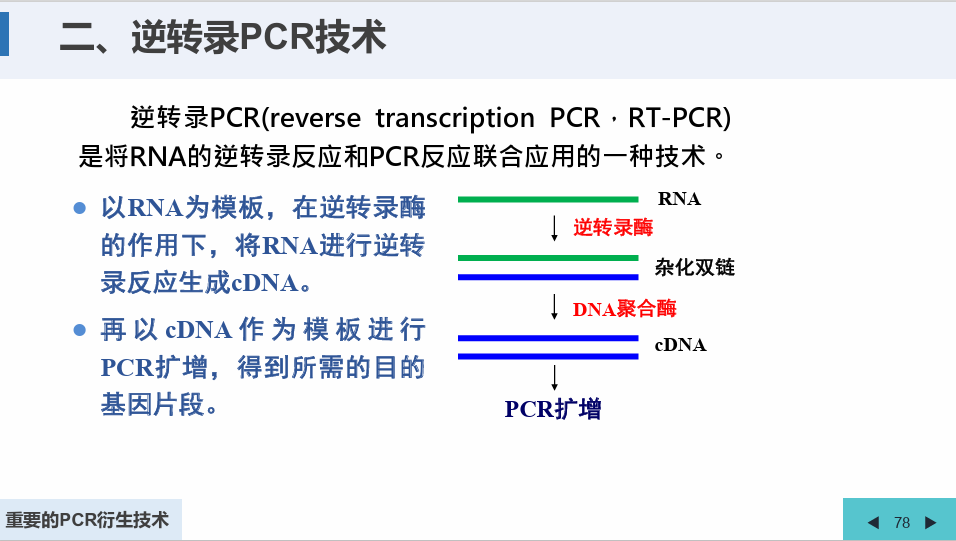 二、逆转录PCR技术
逆转录PCR(reverse transcription PCR，RT-PCR)
是将RNA的逆转录反应和PCR反应联合应用的一种技术。
以RNA为模板，在逆转录酶
的作用下，将RNA进行逆转
录反应生成cDNA。
再以cDNA作为模板进行
PCR扩增，得到所需的目的
基因片段。
RNA
逆转录酶
杂化双链
DNA聚合酶
cDNA
PCR扩增
重要的PCR衍生技术
78